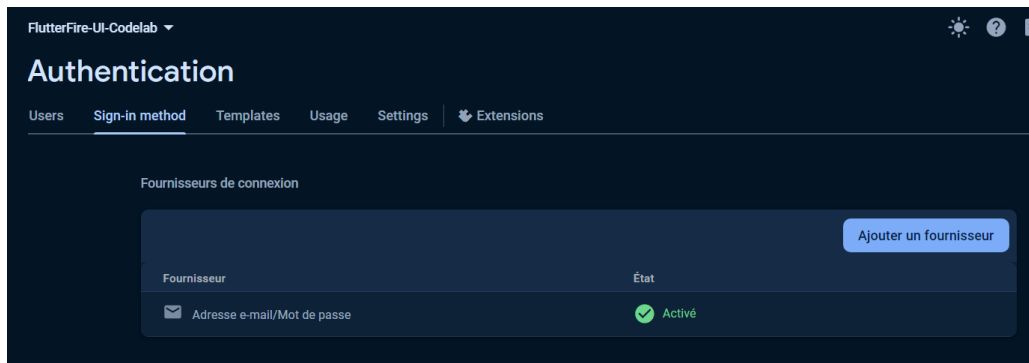 FlutterFire-UI-Codelab
Authentication
Users Sign-in method Templates Usage Settings Extensions
Fournisseurs de connexion
Ajouter un fournisseur
Fournisseur État
Adresse e-mail/Mot de passe Activé